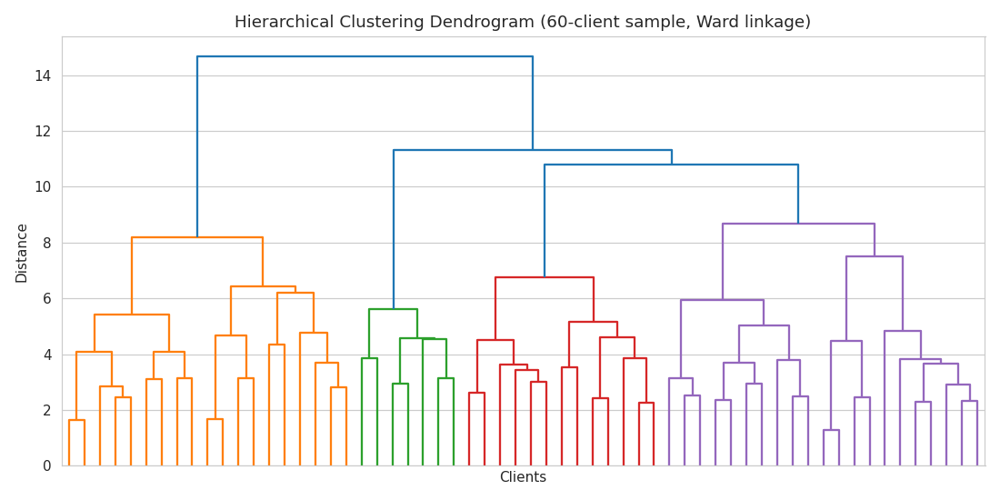 Hierarchical Clustering Dendrogram (60-client sample, Ward linkage)
14
12
10
8
6
4
2
0
Distance
Clients